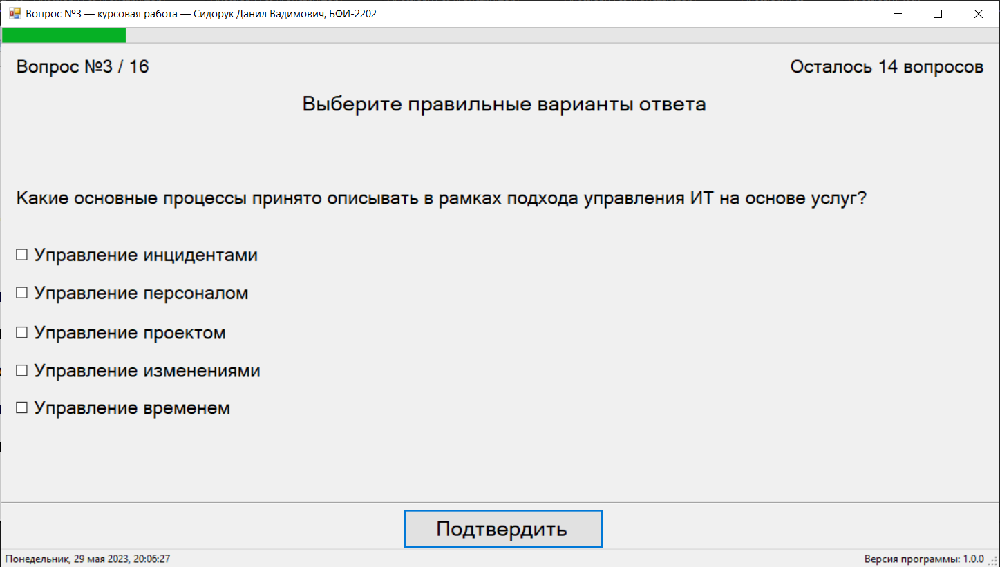 Вопрос №3 — курсовая работа — Сидорук Данил Вадимович, БФИ-2202
Вопрос №3 / 16
Осталось 14 вопросов
Выберите правильные варианты ответа
Какие основные процессы принято описывать в рамках подхода управления ИТ на основе услуг?
Управление инцидентами
Управление персоналом
Управление проектом
Управление изменениями
Управление временем
Подтвердить
Понедельник, 29 мая 2023, 20:06:27
Версия программы: 1.0.0